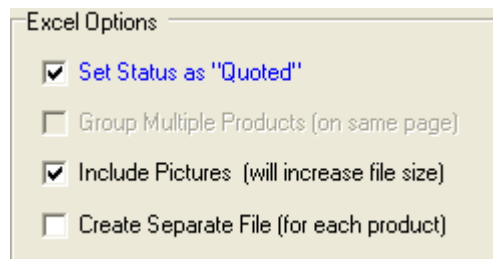 Excel Options
Set Status as "Quoted"
Group Multiple Products (on same page)
Include Pictures (will increase file size)
Create Separate File (for each product)